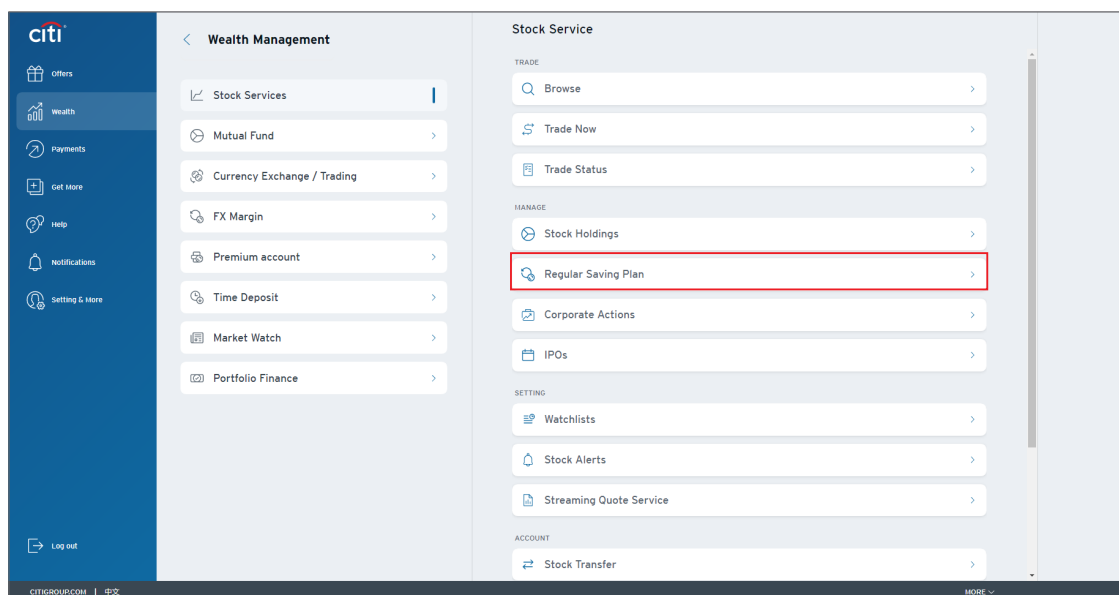 citi
Offers
Wealth
Payments
Get More
Help
Notifications
Setting & More
Log out
Wealth Management
Stock Services
Mutual Fund
Currency Exchange / Trading
FX Margin
Premium account
Time Deposit
Market Watch
Portfolio Finance
Stock Service
TRADE
Browse
Trade Now
Trade Status
MANAGE
Stock Holdings
Regular Saving Plan
Corporate Actions
IPOs
SETTING
Watchlists
Stock Alerts
Streaming Quote Service
ACCOUNT
Stock Transfer
CITIGROUP.COM | 中文
MORE